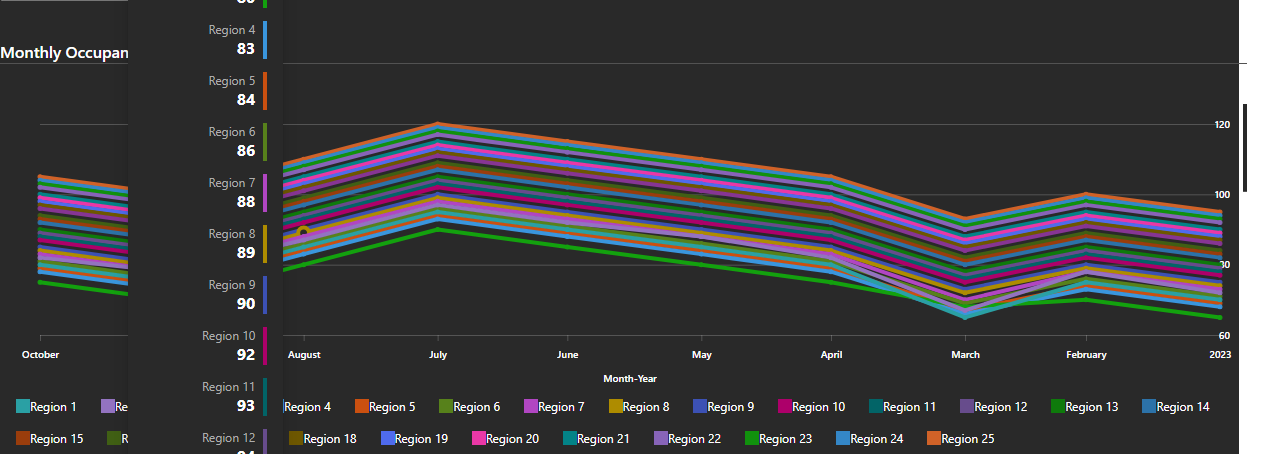 80
Region 4
83
Monthly Occupan
Region 5
84
Region 6
86
Region 7
88
Region 8
89
Region 9
90
Region 10
92
Region 11
93
Region 12
120
100
80
60
October
August
July
June
May
April
March
February
2023
Month-Year
Region 1
Re
Region 4
Region 5
Region 6
Region 7
Region 8
Region 9
Region 10
Region 11
Region 12
Region 13
Region 14
Region 15
R
Region 18
Region 19
Region 20
Region 21
Region 22
Region 23
Region 24
Region 25